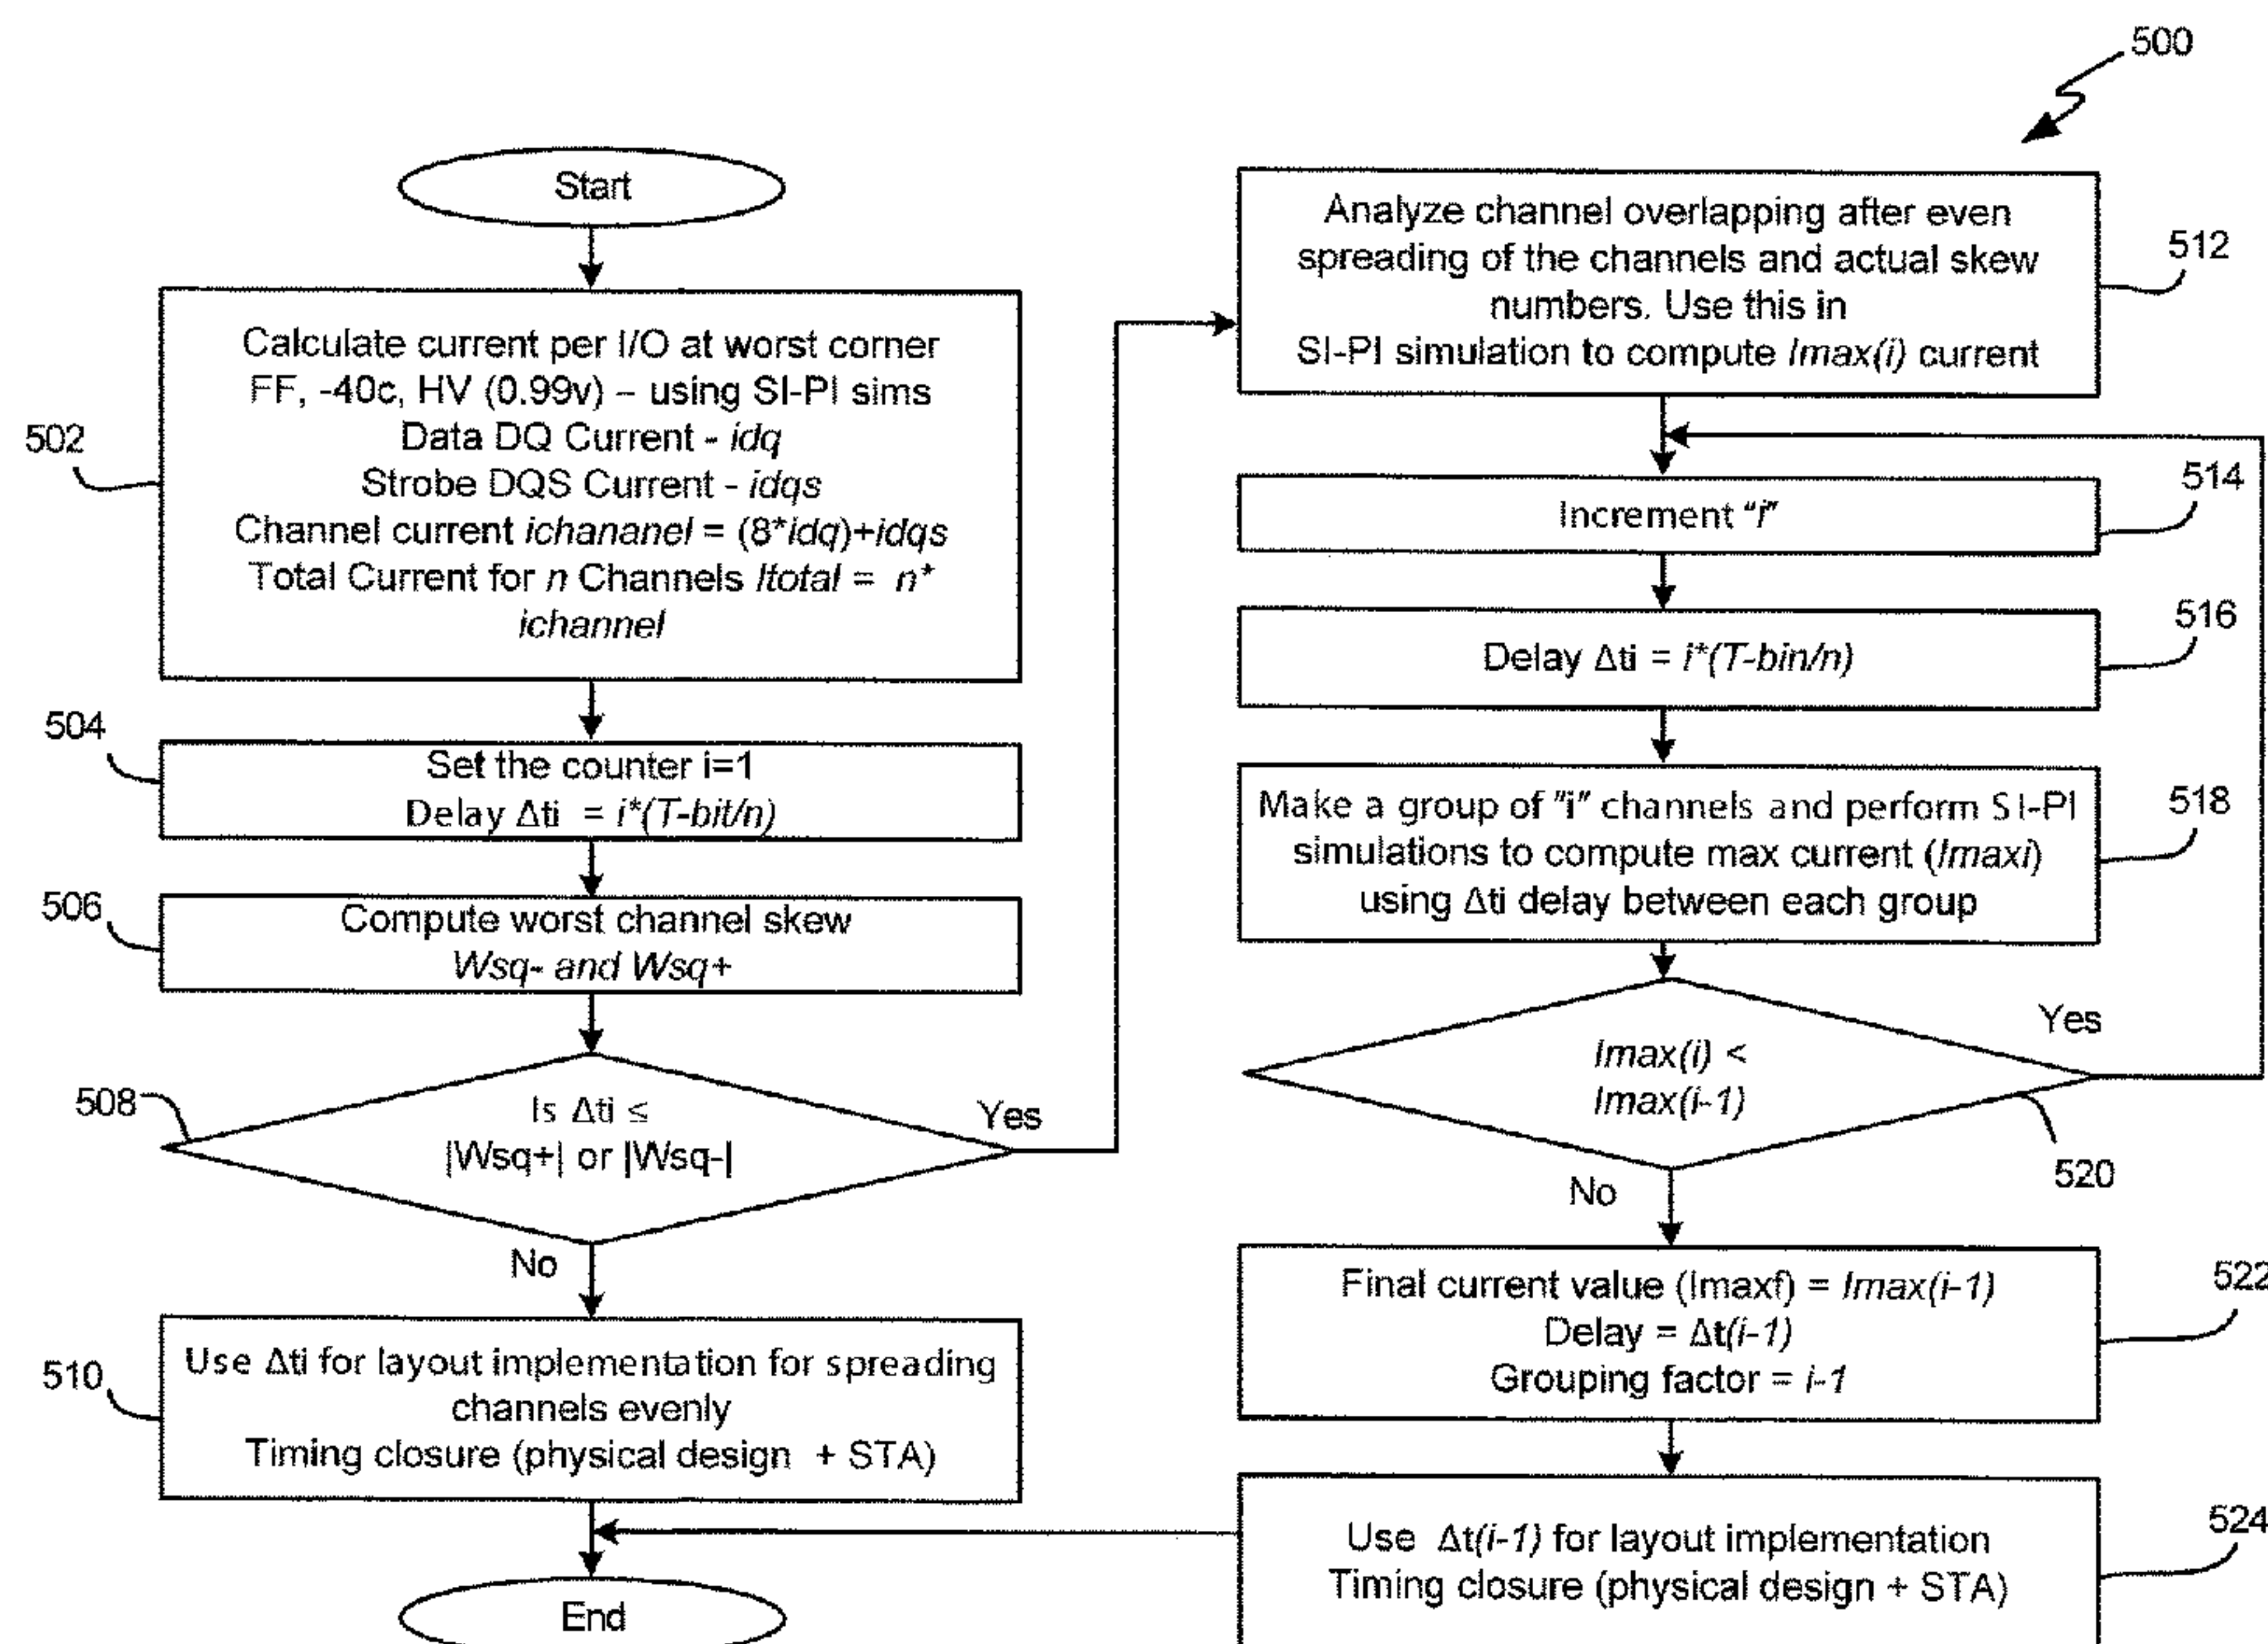 500
Start
502
Calculate current per I/O at worst corner
FF, -40c, HV (0.99v) – using SI-PI sims
Data DQ Current - idq
Strobe DQS Current - idqs
Channel current ichananel = (8*idq)+idqs
Total Current for n Channels Itotal = n*
ichannel
504
Set the counter i=1
Delay Δti = i*(T-bit/n)
506
Compute worst channel skew
Wsq- and Wsq+
508
Is Δti ≤
|Wsq+| or |Wsq-|
Yes
No
510
Use Δti for layout implementation for spreading
channels evenly
Timing closure (physical design + STA)
End
Analyze channel overlapping after even
spreading of the channels and actual skew
numbers. Use this in
SI-PI simulation to compute Imax(i) current
512
Increment "i"
514
Delay Δti = i*(T-bin/n)
516
Make a group of "i" channels and perform SI-PI
simulations to compute max current (Imaxi)
using Δti delay between each group
518
Imax(i) <
Imax(i-1)
Yes
520
No
Final current value (Imaxf) = Imax(i-1)
Delay = Δt(i-1)
Grouping factor = i-1
522
Use Δt(i-1) for layout implementation
Timing closure (physical design + STA)
524